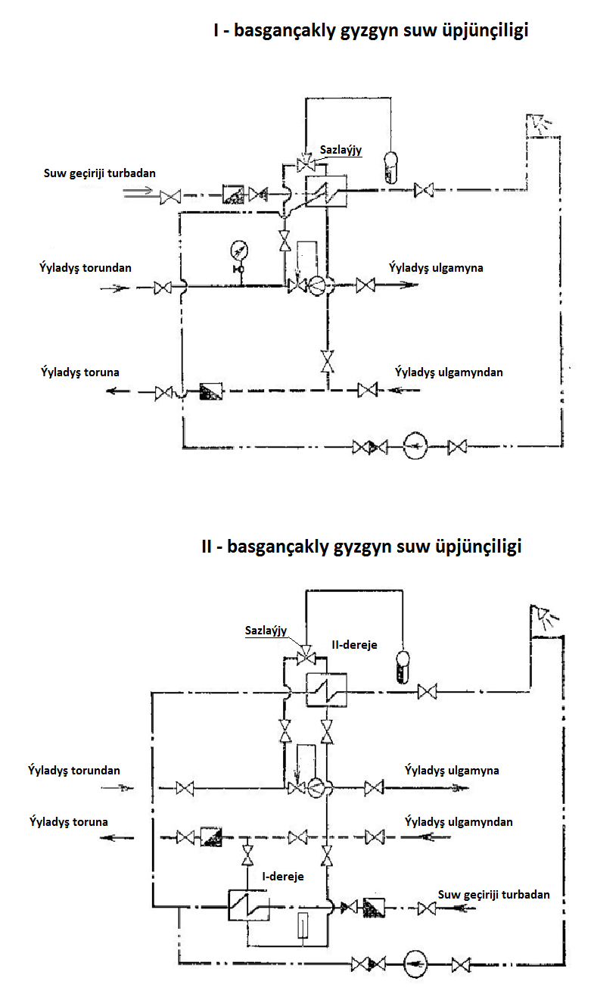 I - basgançakly gyzgyn suw üpjünçiligi
Sazlaýjy
Suw geçiriji turbadan
Ýyladyş torundan
Ýyladyş ulgamyna
Ýyladyş toruna
Ýyladyş ulgamyndan
II - basgançakly gyzgyn suw üpjünçiligi
Sazlaýjy
II-dereje
Ýyladyş torundan
Ýyladyş ulgamyna
Ýyladyş toruna
Ýyladyş ulgamyndan
I-dereje
Suw geçiriji turbadan